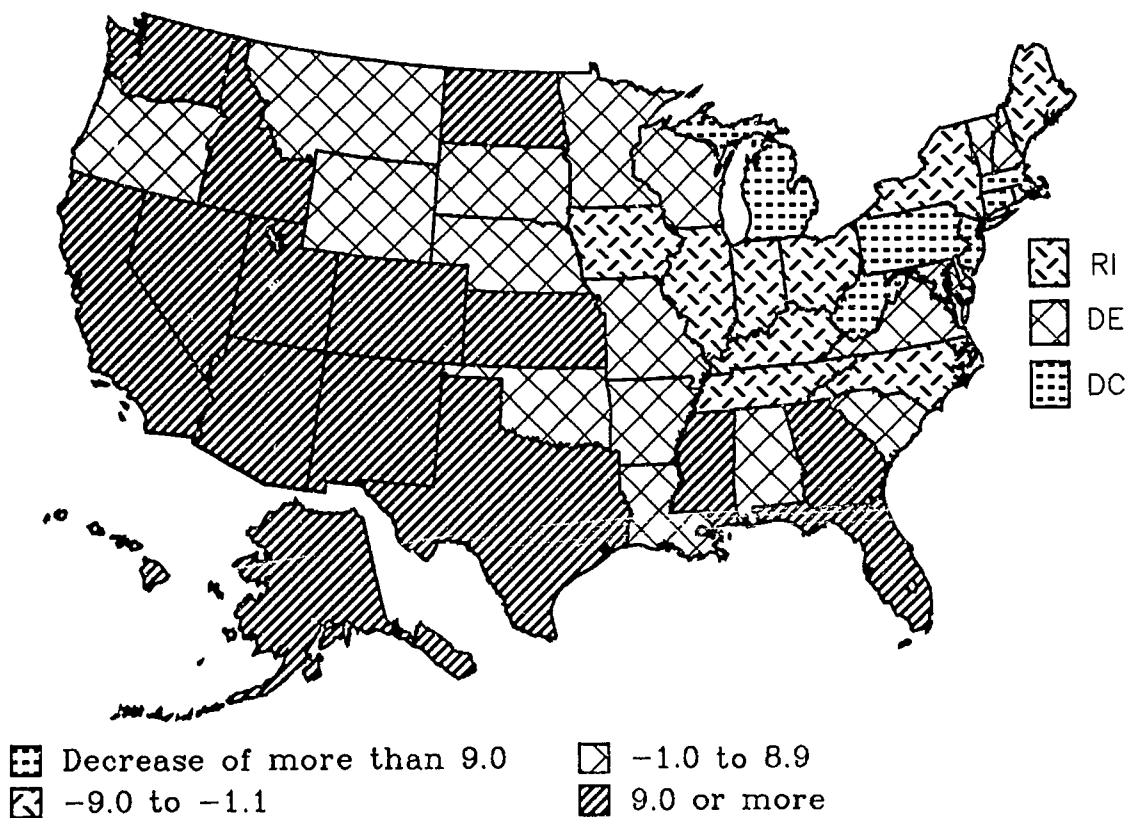 RI
DE
DC
Decrease of more than 9.0
−9.0 to −1.1
−1.0 to 8.9
9.0 or more